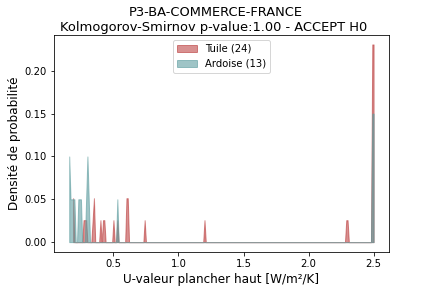 P3-BA-COMMERCE-FRANCE
Kolmogorov-Smirnov p-value:1.00 - ACCEPT H0
Tuile (24)
Ardoise (13)
Densité de probabilité
0.20
0.15
0.10
0.05
0.00
0.5
1.0
1.5
2.0
2.5
U-valeur plancher haut [W/m²/K]